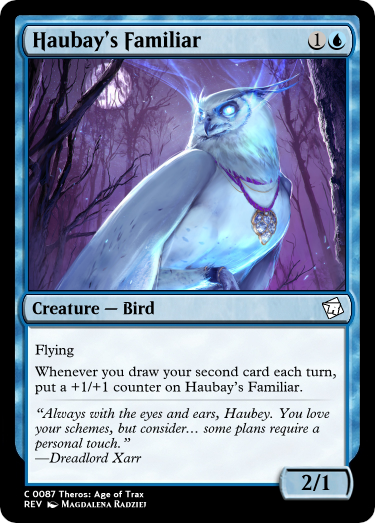 Haubay's Familiar 1
Creature — Bird
Flying
Whenever you draw your second card each turn,
put a +1/+1 counter on Haubay's Familiar.
“Always with the eyes and ears, Haubey. You love
your schemes, but consider… some plans require a
personal touch.”
—Dreadlord Xarr
2/1
C 0087 Theros: Age of Trax
REV Magdalena Radziej